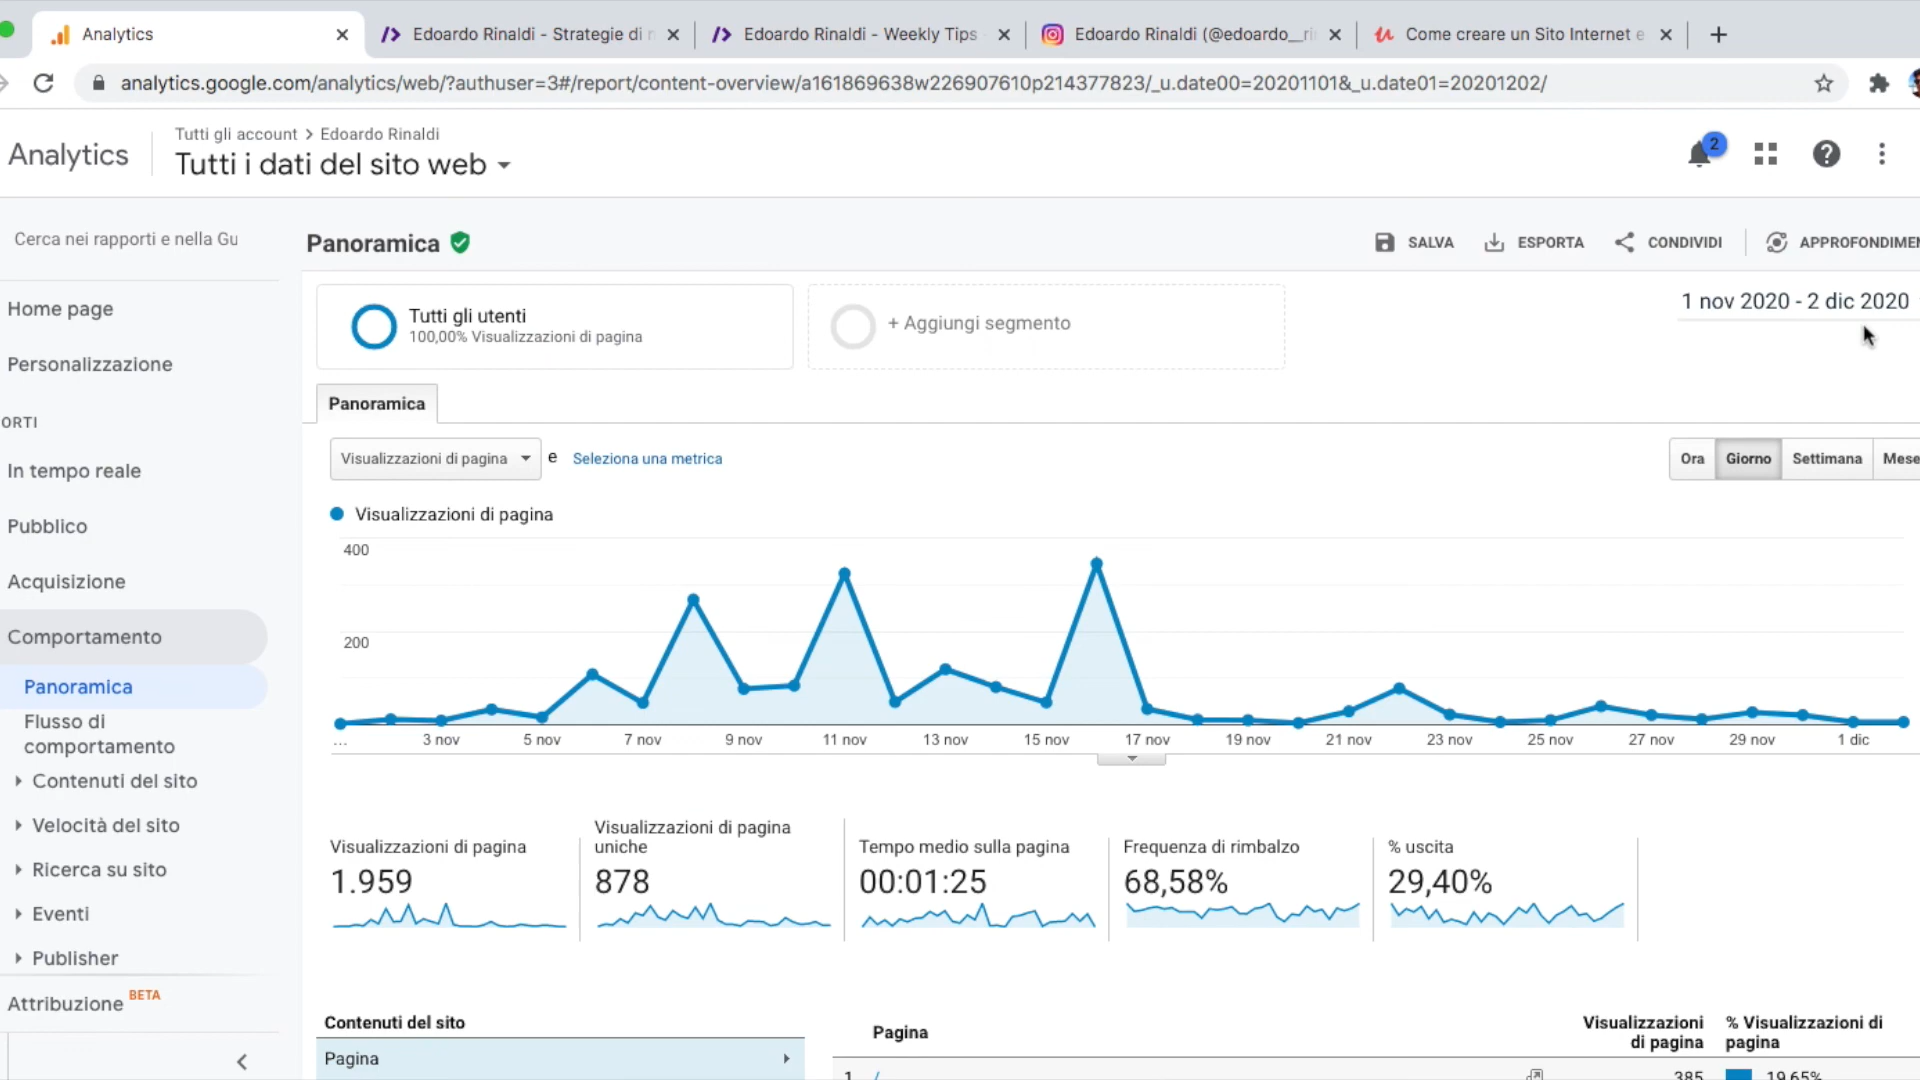 Analytics
Edoardo Rinaldi - Strategie di
Edoardo Rinaldi - Weekly Tips
Edoardo Rinaldi (@edoardo__ri
Come creare un Sito Internet e
analytics.google.com/analytics/web/?authuser=3#/report/content-overview/a161869638w226907610p214377823/_u.date00=20201101&_u.date01=20201202/
Analytics
Tutti gli account > Edoardo Rinaldi
Tutti i dati del sito web
2
Cerca nei rapporti e nella Gu
Home page
Personalizzazione
ORTI
In tempo reale
Pubblico
Acquisizione
Comportamento
Panoramica
Flusso di
comportamento
Contenuti del sito
Velocità del sito
Ricerca su sito
Eventi
Publisher
Attribuzione BETA
Panoramica
SALVA
ESPORTA
CONDIVIDI
APPROFONDIMEN
Tutti gli utenti
100,00% Visualizzazioni di pagina
+ Aggiungi segmento
1 nov 2020 - 2 dic 2020
Panoramica
Visualizzazioni di pagina e Seleziona una metrica
Ora Giorno Settimana Mese
Visualizzazioni di pagina
400
200
... 3 nov 5 nov 7 nov 9 nov 11 nov 13 nov 15 nov 17 nov 19 nov 21 nov 23 nov 25 nov 27 nov 29 nov 1 dic
Visualizzazioni di pagina
1.959
Visualizzazioni di pagina
uniche
878
Tempo medio sulla pagina
00:01:25
Frequenza di rimbalzo
68,58%
% uscita
29,40%
Contenuti del sito
Pagina
Pagina
Visualizzazioni
di pagina
% Visualizzazioni di
pagina
1 / 385 19,65%